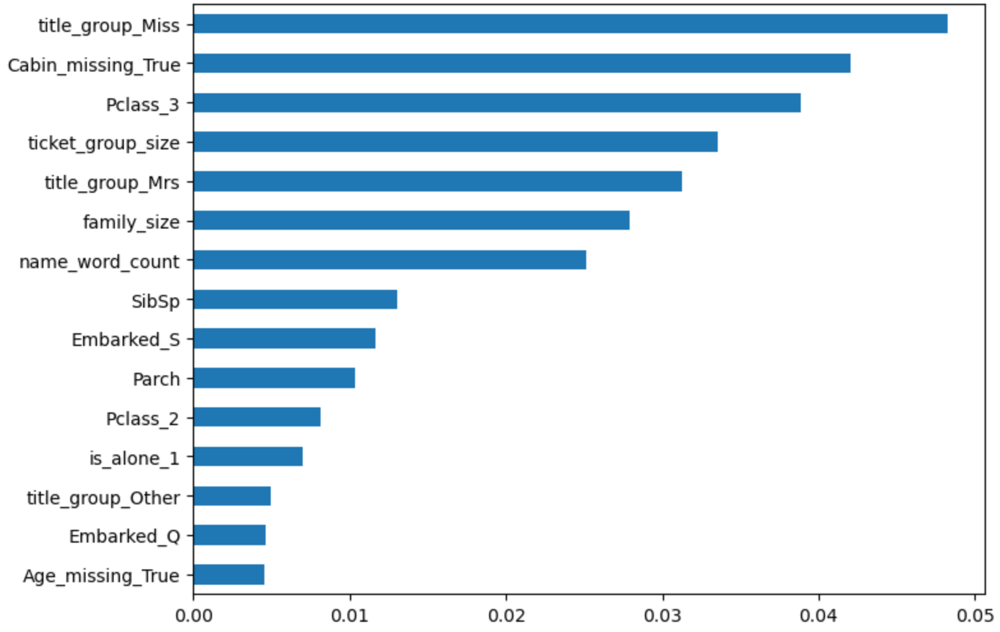 title_group_Miss
Cabin_missing_True
Pclass_3
ticket_group_size
title_group_Mrs
family_size
name_word_count
SibSp
Embarked_S
Parch
Pclass_2
is_alone_1
title_group_Other
Embarked_Q
Age_missing_True
0.00 0.01 0.02 0.03 0.04 0.05